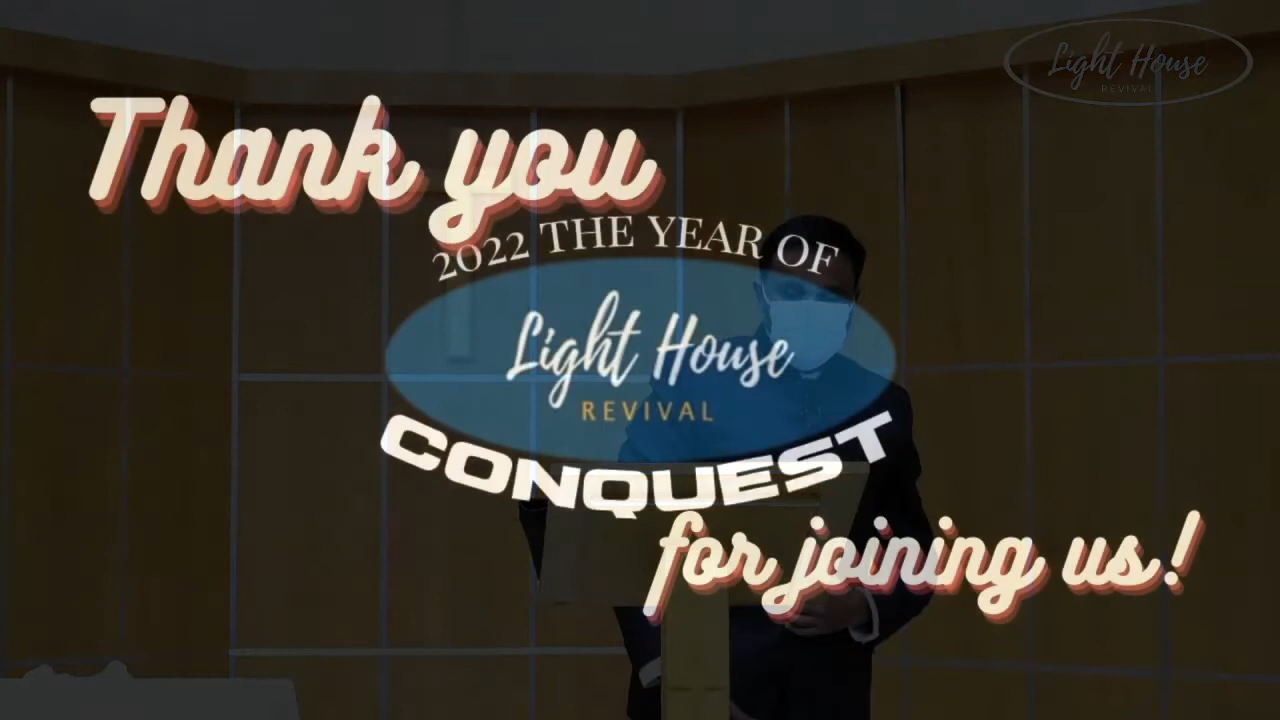 Light House
REVIVAL
Thank you
2022 THE YEAR OF
Light House
REVIVAL
CONQUEST
for joining us!